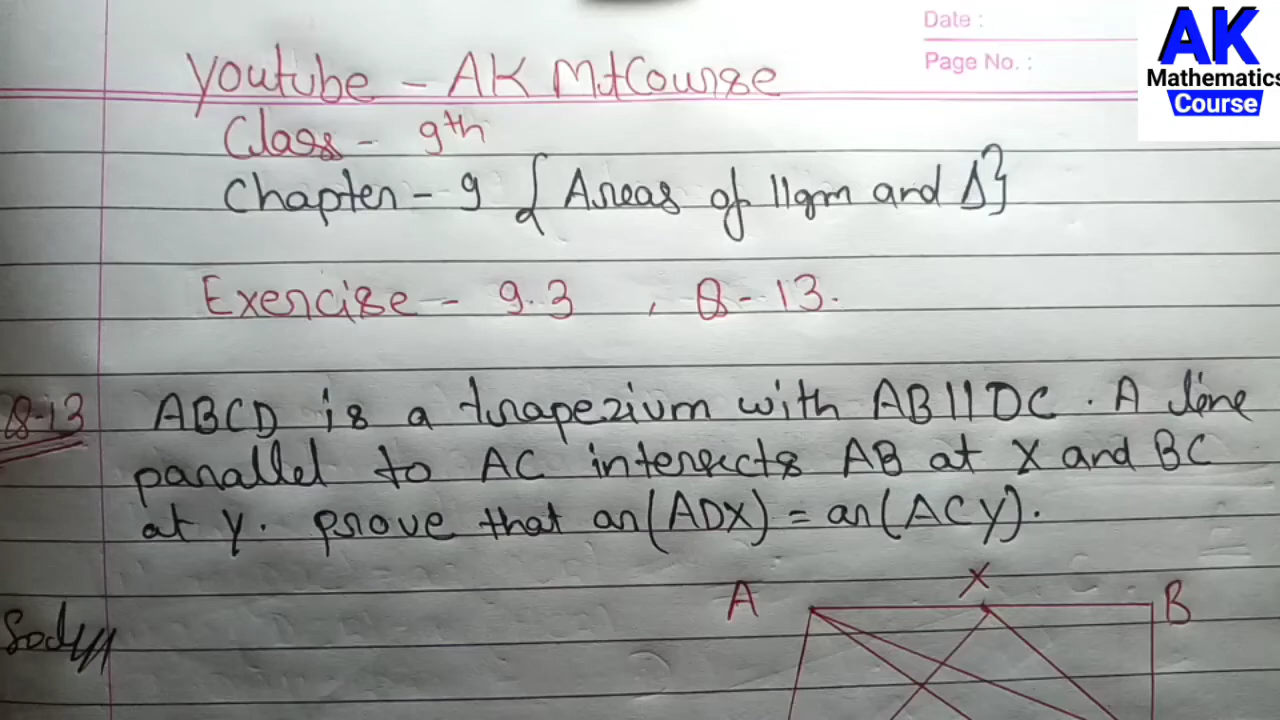 Date :
Page No. :
AK
Mathematics
Course
Youtube - AK MtCourse
Class - 9th
Chapter - 9 { Areas of ||gm and Δ}
Exercise - 9.3 , Q - 13.
Q-13 ABCD is a trapezium with AB||DC . A line
parallel to AC intersects AB at X and BC
at Y. prove that ar(ADX) = ar(ACY).
A X B